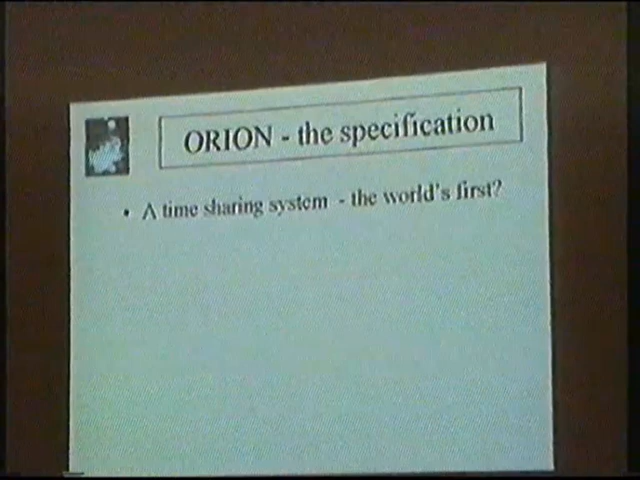 ORION - the specification
• A time sharing system - the world's first?